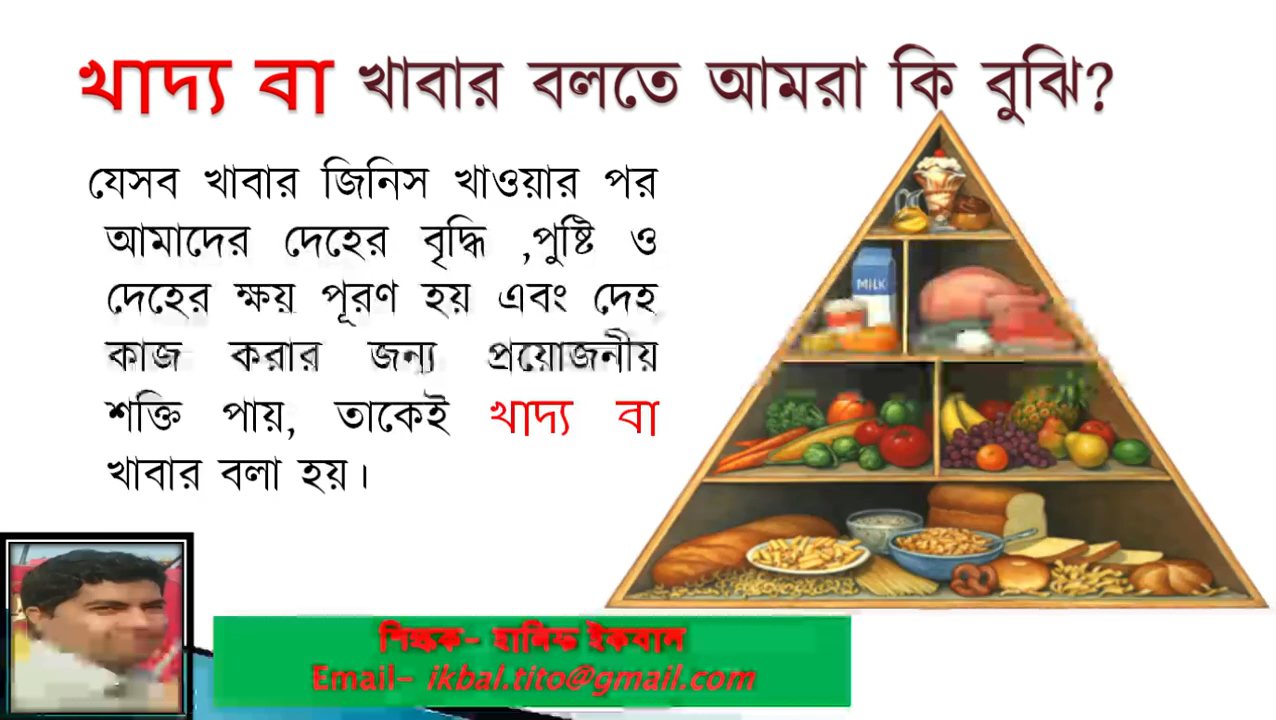 খাদ্য বা খাবার বলতে আমরা কি বুঝি?
যেসব খাবার জিনিস খাওয়ার পর
আমাদের দেহের বৃদ্ধি ,পুষ্টি ও
দেহের ক্ষয় পূরণ হয় এবং দেহ
কাজ করার জন্য প্রয়োজনীয়
শক্তি পায়, তাকেই খাদ্য বা
খাবার বলা হয়।
MILK
শিক্ষক- হানিফ ইকবাল
Email- ikbal.tito@gmail.com